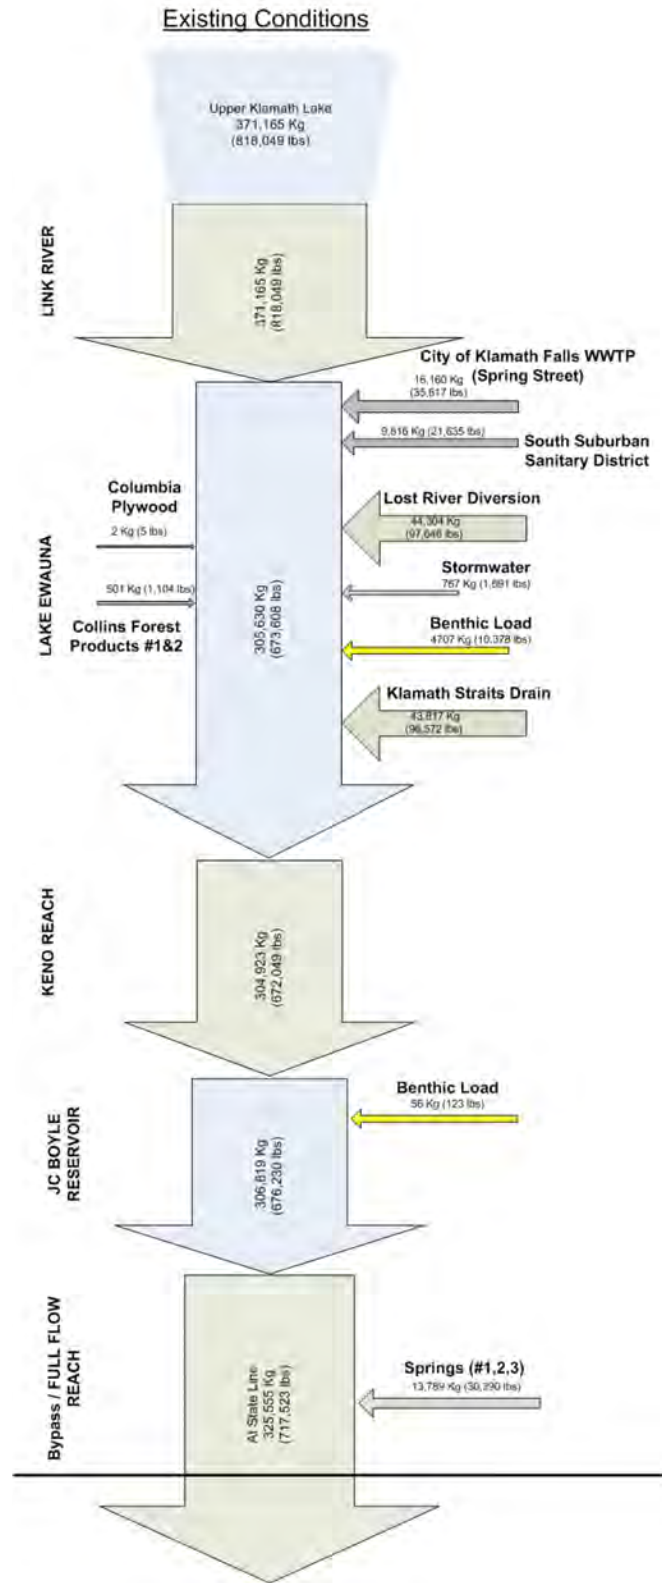 Existing Conditions
Upper Klamath Lake
371,165 Kg
(818,049 lbs)
LINK RIVER
371,165 Kg
(818,049 lbs)
City of Klamath Falls WWTP
(Spring Street)
16,160 Kg
(35,617 lbs)
9,816 Kg (21,635 lbs)
South Suburban
Sanitary District
Columbia
Plywood
2 Kg (5 lbs)
Lost River Diversion
44,304 Kg
(97,646 lbs)
LAKE EWAUNA
501 Kg (1,104 lbs)
Collins Forest
Products #1&2
305,630 Kg
(673,608 lbs)
Stormwater
767 Kg (1,691 lbs)
Benthic Load
4707 Kg (10,378 lbs)
Klamath Straits Drain
43,817 Kg
(96,572 lbs)
KENO REACH
304,923 Kg
(672,049 lbs)
JC BOYLE
RESERVOIR
306,819 Kg
(676,230 lbs)
Benthic Load
56 Kg (123 lbs)
Bypass / FULL FLOW
REACH
At State Line
325,555 Kg
(717,523 lbs)
Springs (#1,2,3)
13,789 Kg (30,390 lbs)